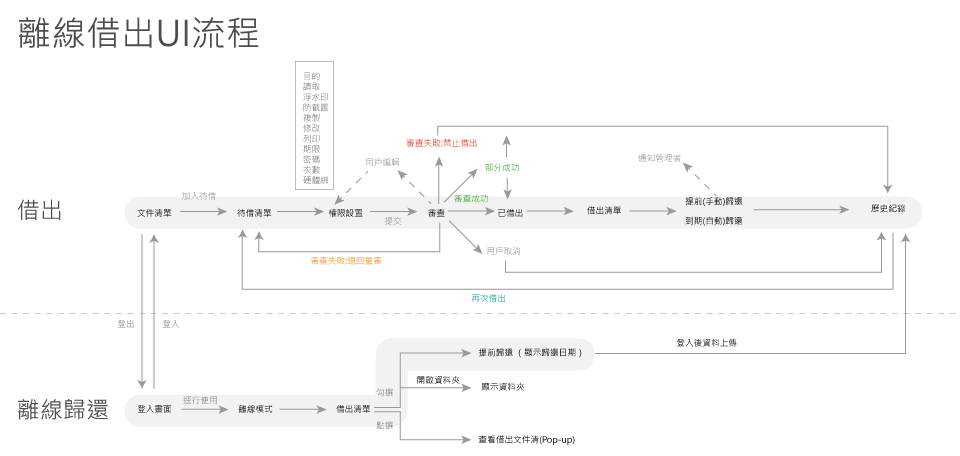 離線借出UI流程
目的
讀取
浮水印
防截圖
複製
修改
列印
期限
密碼
次數
硬體綁
審查失敗:禁止借出
用戶編輯
部分成功
通知管理者
加入待借
審查成功
借出
文件清單
待借清單
權限設置
提交
審查
已借出
借出清單
提前(手動)歸還
到期(自動)歸還
歷史紀錄
用戶取消
審查失敗:退回重審
再次借出
登出
登入
登入後資料上傳
提前歸還 ( 顯示歸還日期 )
開啟資料夾
顯示資料夾
勾選
逕行使用
離線歸還
登入畫面
離線模式
借出清單
點選
查看借出文件清(Pop-up)